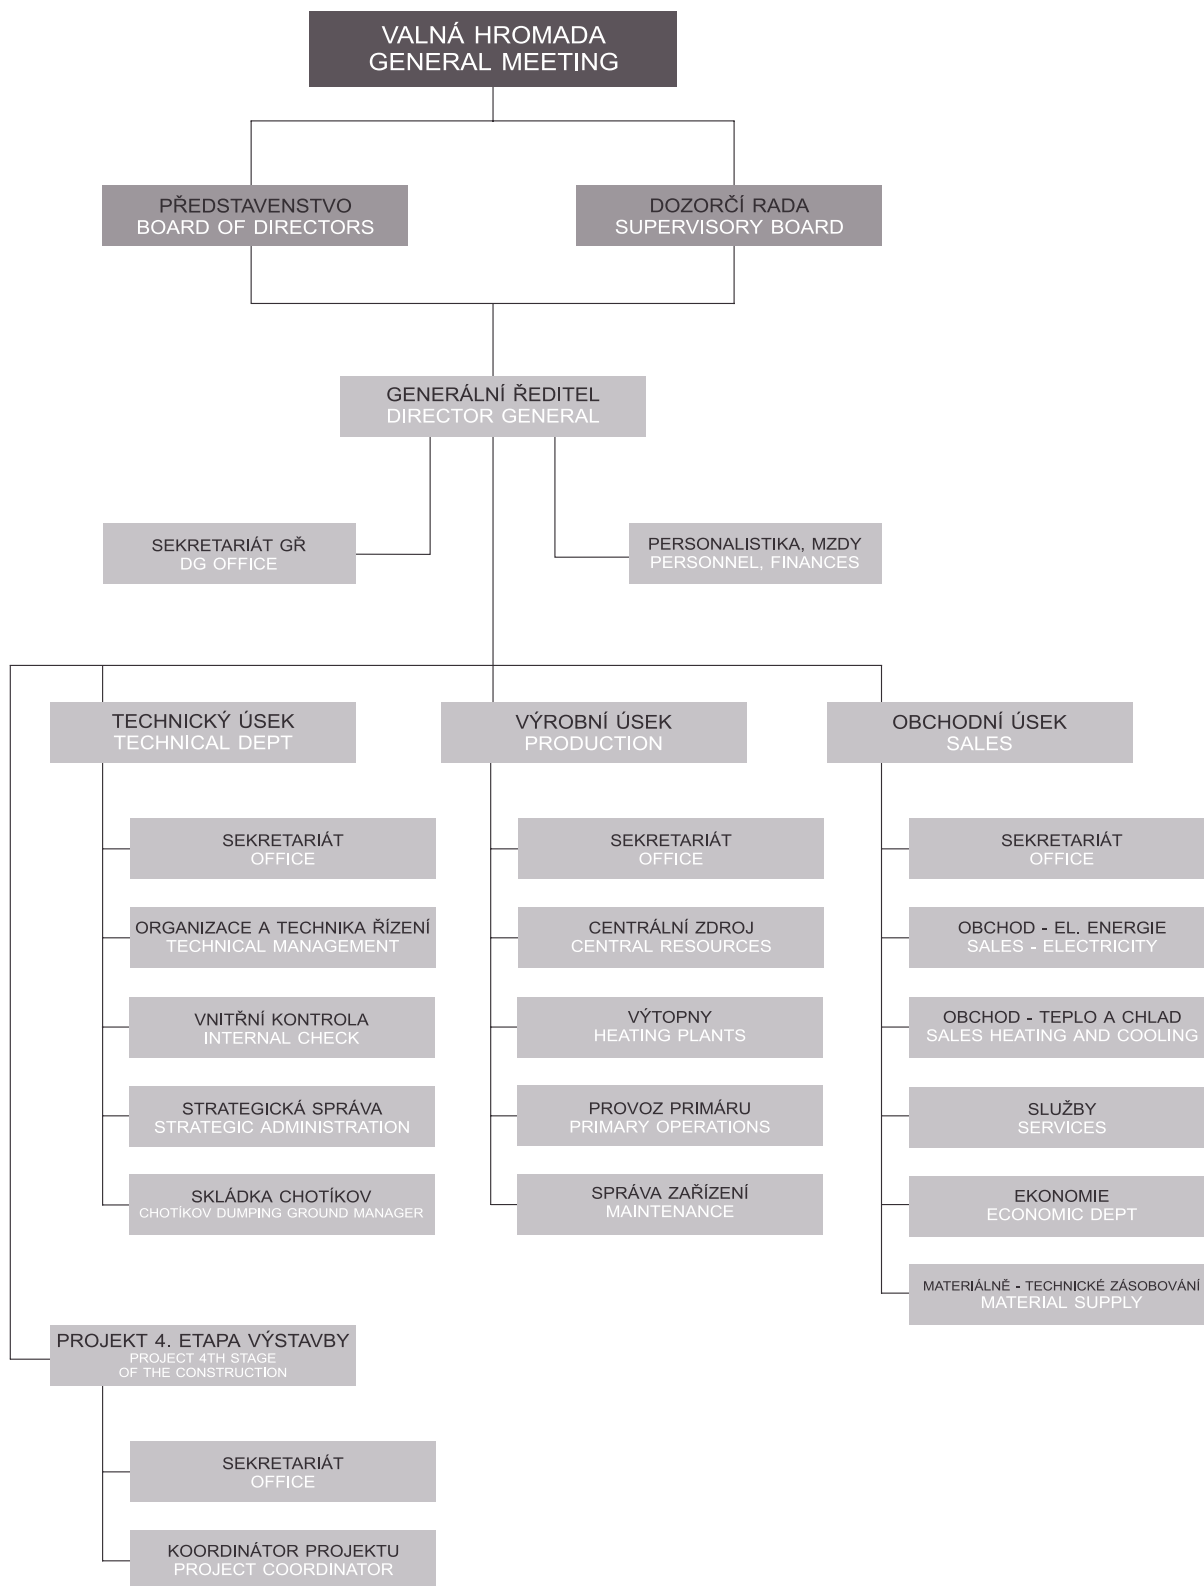 VALNÁ HROMADA
GENERAL MEETING
PŘEDSTAVENSTVO
BOARD OF DIRECTORS
DOZORČÍ RADA
SUPERVISORY BOARD
GENERÁLNÍ ŘEDITEL
DIRECTOR GENERAL
SEKRETARIÁT GŘ
DG OFFICE
PERSONALISTIKA, MZDY
PERSONNEL, FINANCES
TECHNICKÝ ÚSEK
TECHNICAL DEPT
SEKRETARIÁT
OFFICE
ORGANIZACE A TECHNIKA ŘÍZENÍ
TECHNICAL MANAGEMENT
VNITŘNÍ KONTROLA
INTERNAL CHECK
STRATEGICKÁ SPRÁVA
STRATEGIC ADMINISTRATION
SKLÁDKA CHOTÍKOV
CHOTÍKOV DUMPING GROUND MANAGER
VÝROBNÍ ÚSEK
PRODUCTION
SEKRETARIÁT
OFFICE
CENTRÁLNÍ ZDROJ
CENTRAL RESOURCES
VÝTOPNY
HEATING PLANTS
PROVOZ PRIMÁRU
PRIMARY OPERATIONS
SPRÁVA ZAŘÍZENÍ
MAINTENANCE
OBCHODNÍ ÚSEK
SALES
SEKRETARIÁT
OFFICE
OBCHOD - EL. ENERGIE
SALES - ELECTRICITY
OBCHOD - TEPLO A CHLAD
SALES HEATING AND COOLING
SLUŽBY
SERVICES
EKONOMIE
ECONOMIC DEPT
MATERIÁLNĚ - TECHNICKÉ ZÁSOBOVÁNÍ
MATERIAL SUPPLY
PROJEKT 4. ETAPA VÝSTAVBY
PROJECT 4TH STAGE
OF THE CONSTRUCTION
SEKRETARIÁT
OFFICE
KOORDINÁTOR PROJEKTU
PROJECT COORDINATOR